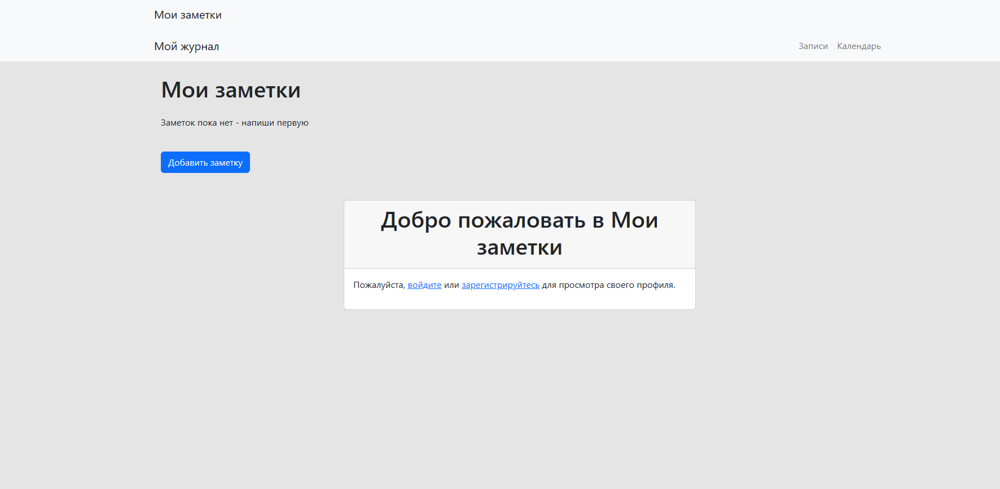 Мои заметки
Мой журнал
Записи Календарь
Мои заметки
Заметок пока нет - напиши первую
Добавить заметку
Добро пожаловать в Мои
заметки
Пожалуйста, войдите или зарегистрируйтесь для просмотра своего профиля.